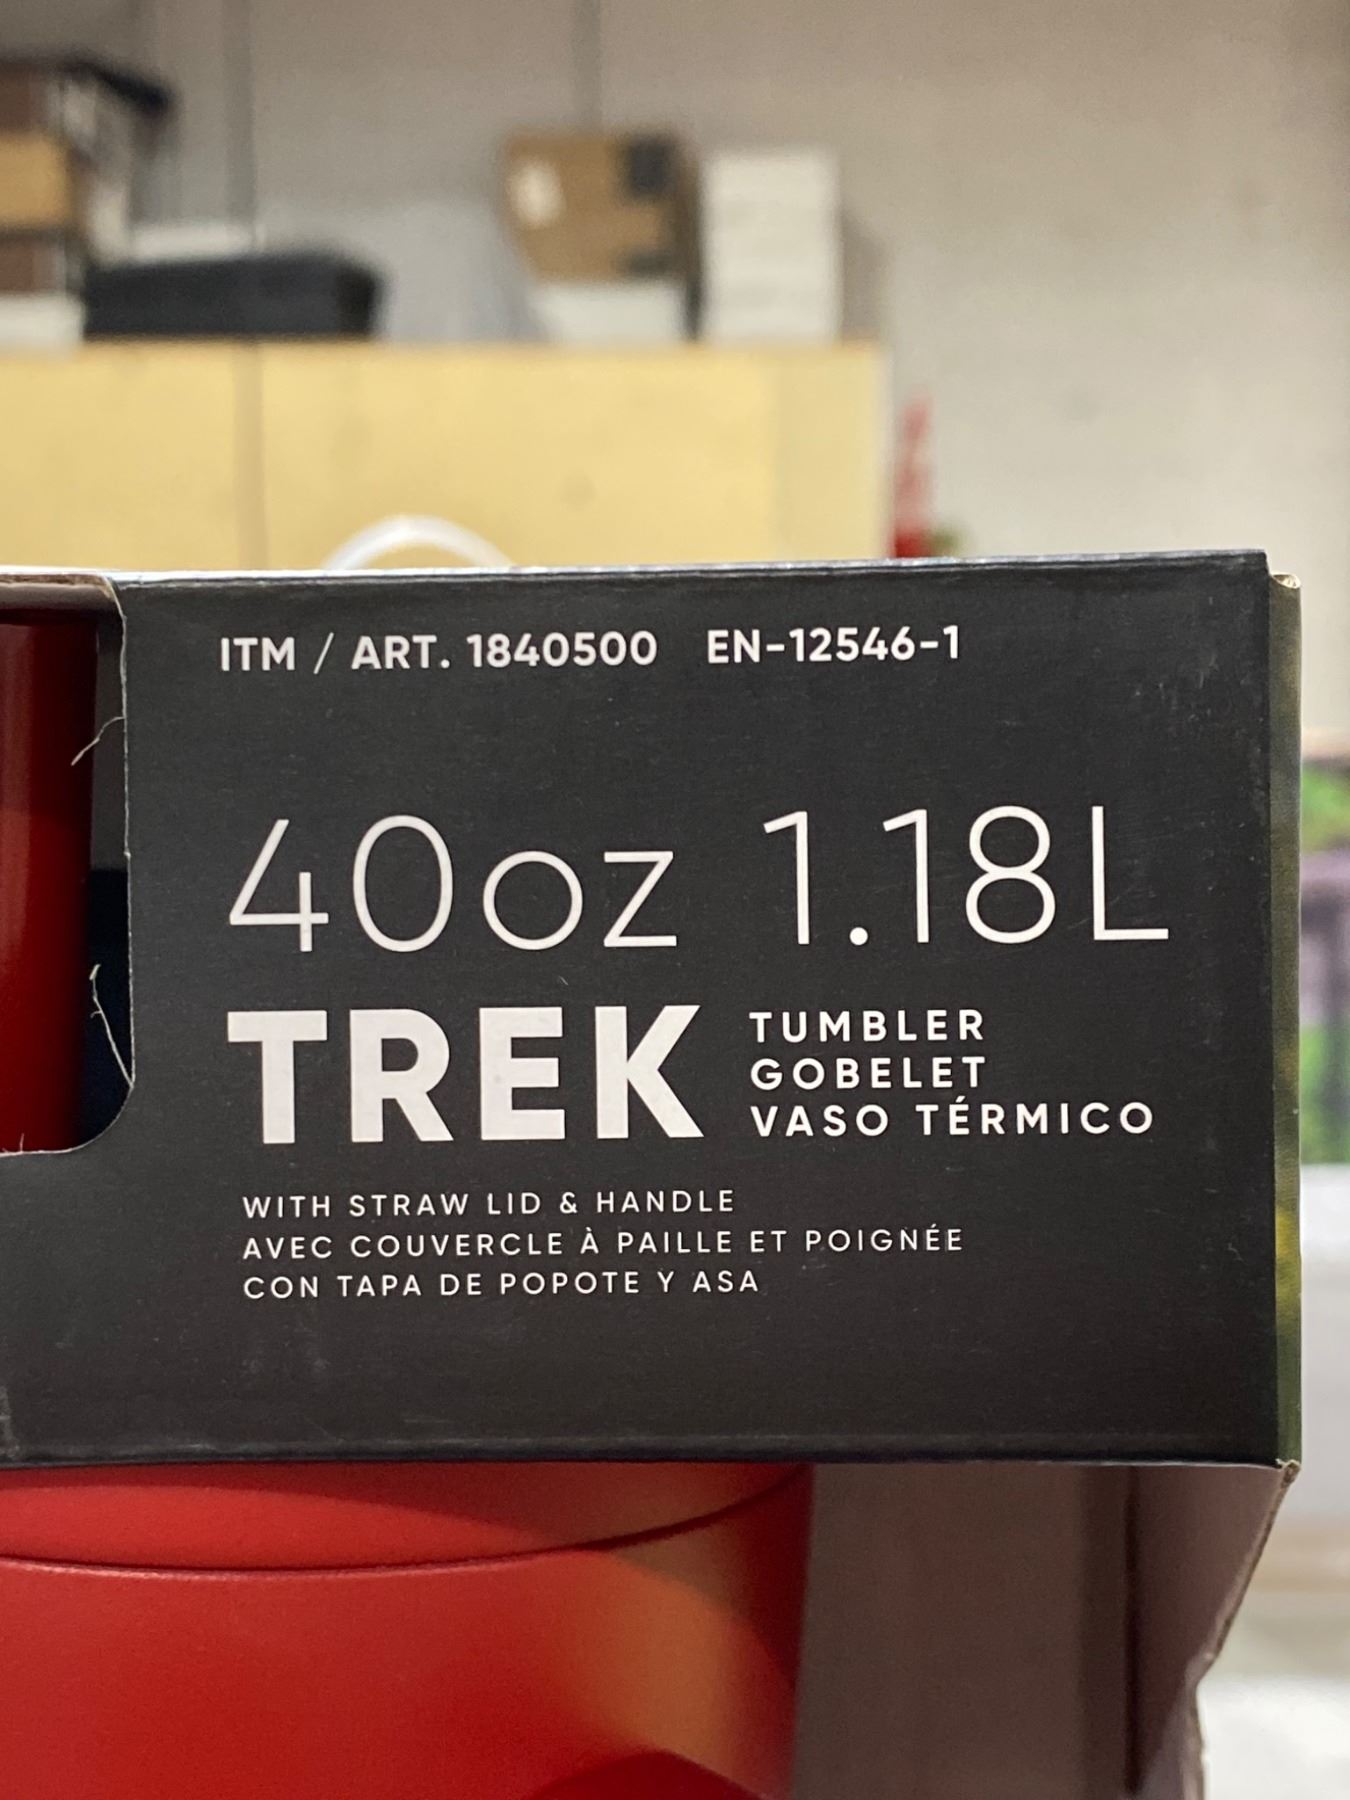 ITM / ART. 1840500 EN-12546-1
40oz 1.18L
TREK
TUMBLER
GOBELET
VASO TÉRMICO
WITH STRAW LID & HANDLE
AVEC COUVERCLE À PAILLE ET POIGNÉE
CON TAPA DE POPOTE Y ASA